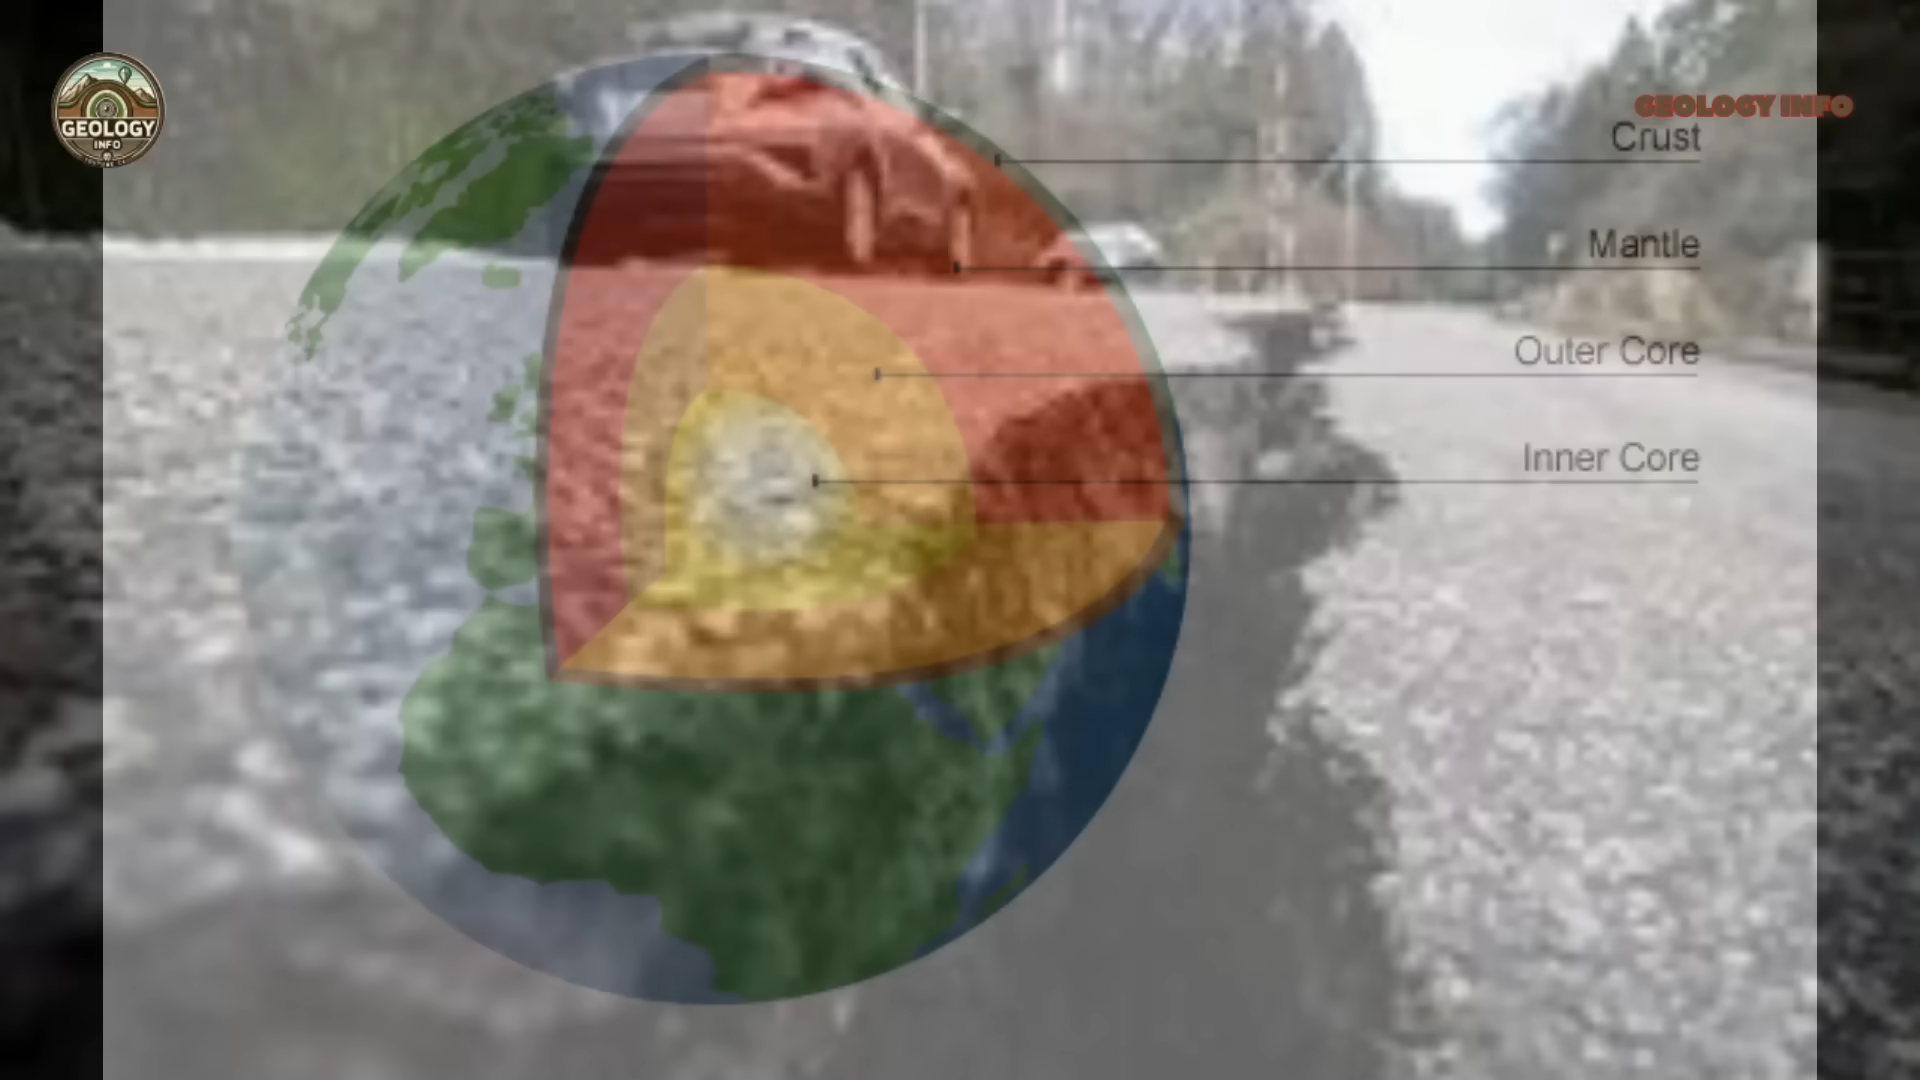 GEOLOGY
INFO
GEOLOGY INFO
Crust
Mantle
Outer Core
Inner Core